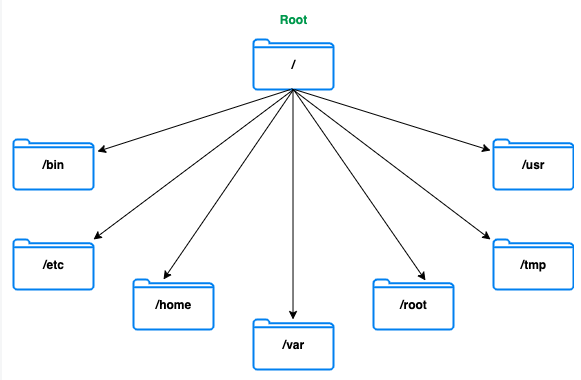 Root
/
/bin
/usr
/etc
/tmp
/home
/root
/var